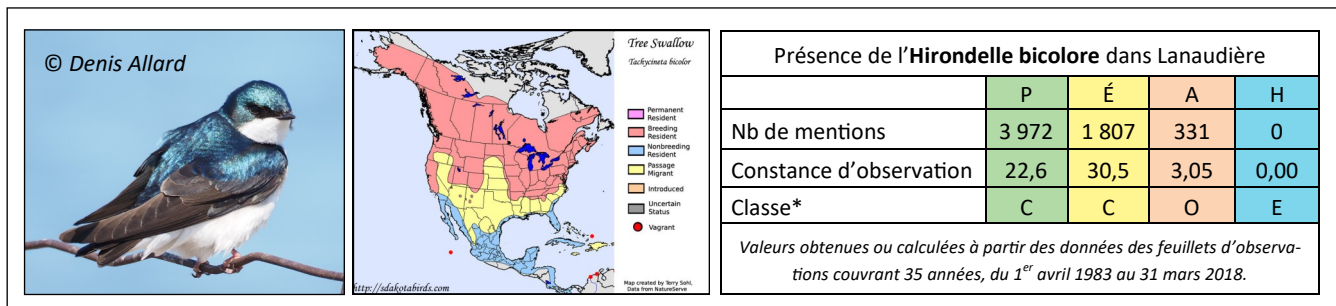 © Denis Allard
Tree Swallow
Tachycineta bicolor
Permanent
Resident
Breeding
Resident
Nonbreeding
Resident
Passage
Migrant
Introduced
Uncertain
Status
Vagrant
http://sdakotabirds.com
Map created by Terry Sohl,
Data from NatureServe
Présence de l’Hirondelle bicolore dans Lanaudière
P É A H
Nb de mentions 3 972 1 807 331 0
Constance d’observation 22,6 30,5 3,05 0,00
Classe* C C O E
Valeurs obtenues ou calculées à partir des données des feuillets d’observa-
tions couvrant 35 années, du 1er avril 1983 au 31 mars 2018.